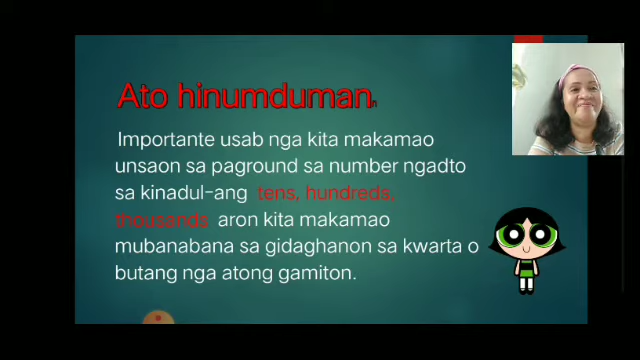 Ato hinumduman.
Importante usab nga kita makamao
unsaon sa paground sa number ngadto
sa kinadul-ang tens, hundreds,
thousands aron kita makamao
mubanabana sa gidaghanon sa kwarta o
butang nga atong gamiton.